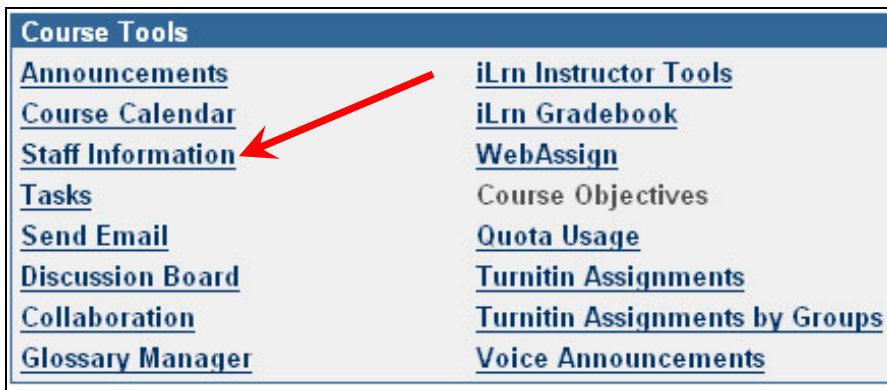 Course Tools
Announcements
Course Calendar
Staff Information
Tasks
Send Email
Discussion Board
Collaboration
Glossary Manager
iLrn Instructor Tools
iLrn Gradebook
WebAssign
Course Objectives
Quota Usage
Turnitin Assignments
Turnitin Assignments by Groups
Voice Announcements